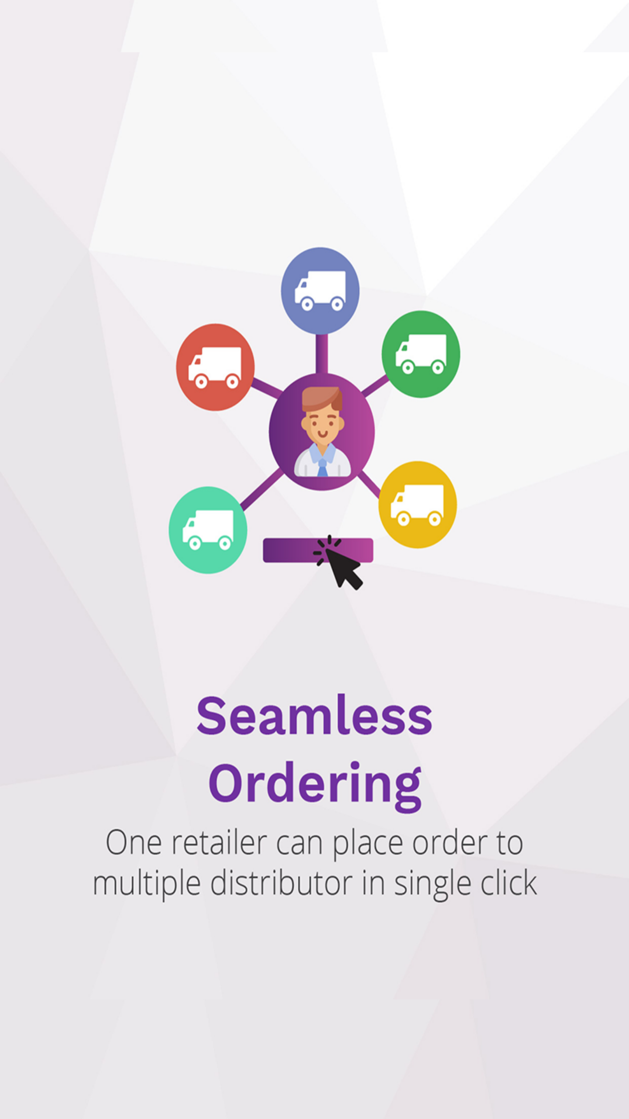 Seamless
Ordering
One retailer can place order to
multiple distributor in single click